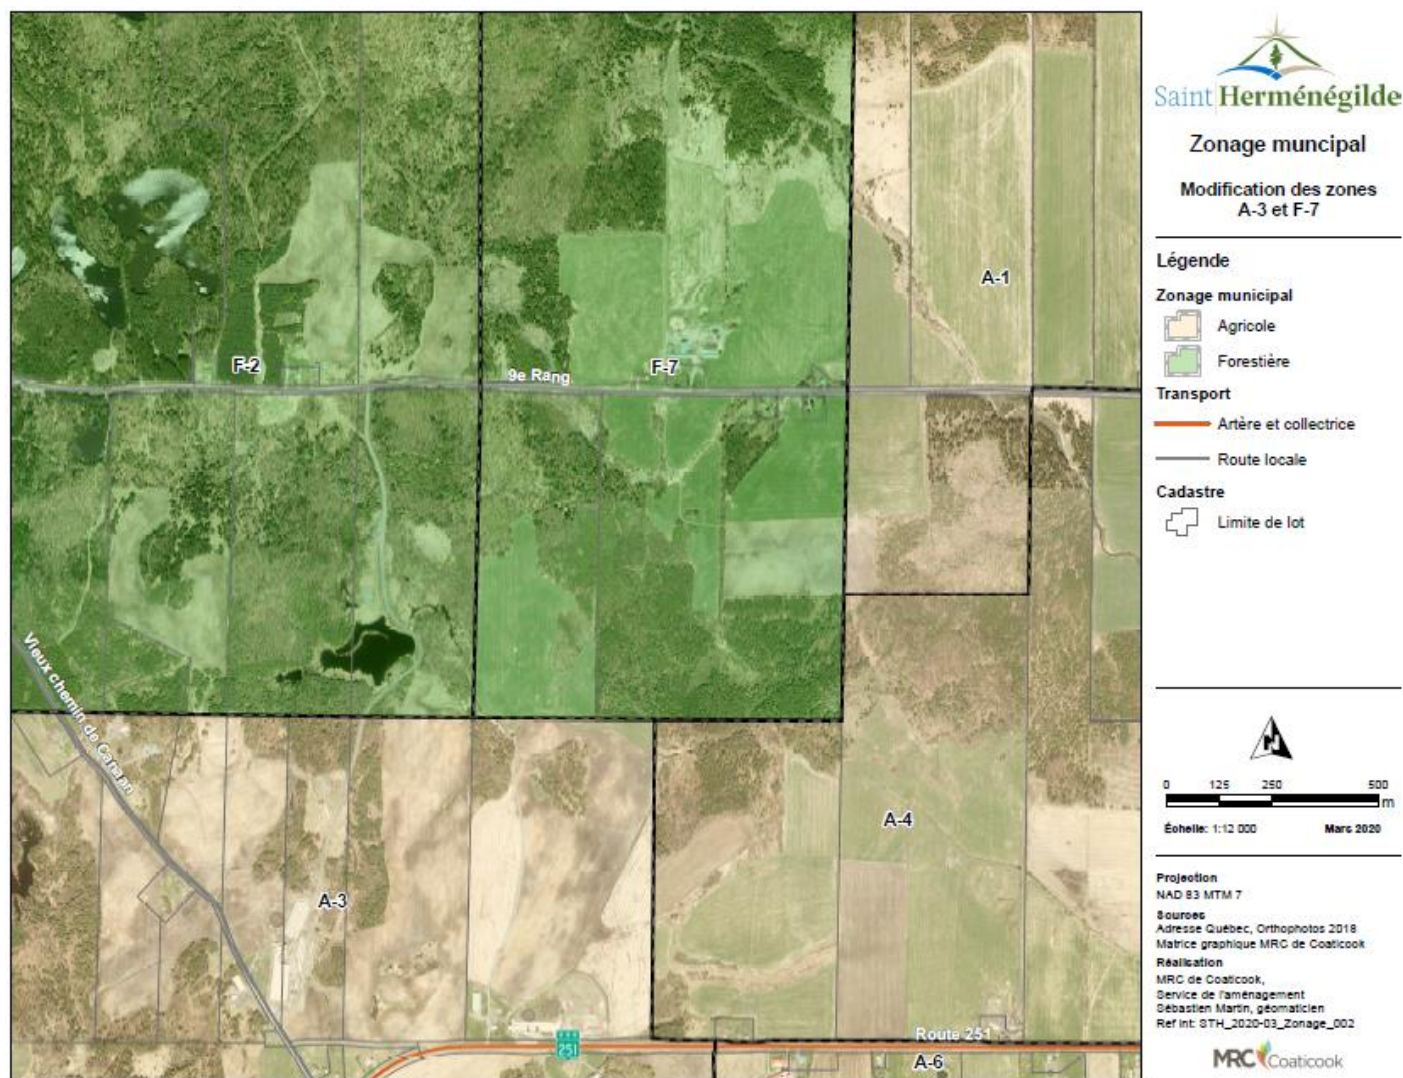 A-1
F-2
F-7
9e Rang
Vieux chemin de Canaan
A-4
A-3
251
Route 251
A-6
Saint Herménégilde
Zonage muncipal
Modification des zones
A-3 et F-7
Légende
Zonage municipal
Agricole
Forestière
Transport
Artère et collectrice
Route locale
Cadastre
Limite de lot
N
0 125 250 500
m
Échelle: 1:12 000 Mars 2020
Projection
NAD 83 MTM 7
Sources
Adresse Québec, Orthophotos 2018
Matrice graphique MRC de Coaticook
Réalisation
MRC de Coaticook,
Service de l'aménagement
Sébastien Martin, géomaticien
Ref int: STH_2020-03_Zonage_002
MRC Coaticook